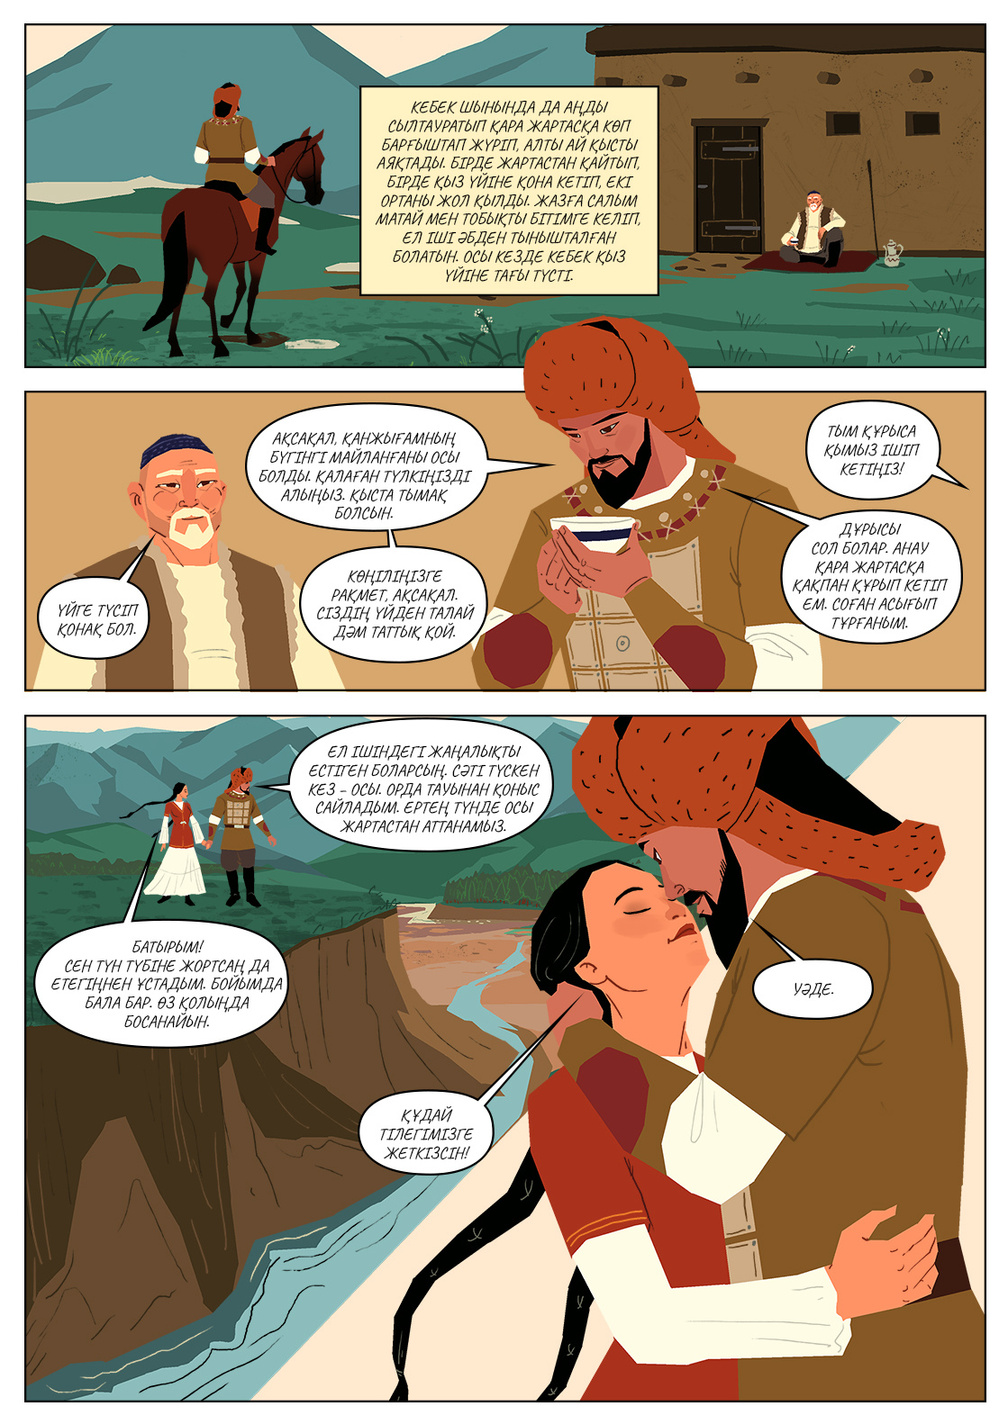 КЕБЕК ШЫНЫНДА ДА АҢДЫ
СЫЛТАУРАТЫП ҚАРА ЖАРТАСҚА КӨП
БАРҒЫШТАП ЖҮРІП, АЛТЫ АЙ ҚЫСТЫ
АЯҚТАДЫ. БІРДЕ ЖАРТАСТАН ҚАЙТЫП,
БІРДЕ ҚЫЗ ҮЙІНЕ ҚОНА КЕТІП, ЕКІ
ОРТАНЫ ЖОЛ ҚЫЛДЫ. ЖАЗҒА САЛЫМ
МАТАЙ МЕН ТОБЫҚТЫ БІТІМГЕ КЕЛІП,
ЕЛ ІШІ ӘБДЕН ТЫНЫШТАЛҒАН
БОЛАТЫН. ОСЫ КЕЗДЕ КЕБЕК ҚЫЗ
ҮЙІНЕ ТАҒЫ ТҮСТІ.
ҮЙГЕ ТҮСІП
ҚОНАҚ БОЛ.
АҚСАҚАЛ, ҚАНЖЫҒАМНЫҢ
БҮГІНГІ МАЙЛАНҒАНЫ ОСЫ
БОЛДЫ. ҚАЛАҒАН ТҮЛКІҢІЗДІ
АЛЫҢЫЗ. ҚЫСТА ТЫМАҚ
БОЛСЫН.
КӨҢІЛІҢІЗГЕ
РАҚМЕТ, АҚСАҚАЛ.
СІЗДІҢ ҮЙДЕН ТАЛАЙ
ДӘМ ТАТТЫҚ ҚОЙ.
ТЫМ ҚҰРЫСА
ҚЫМЫЗ ІШІП
КЕТІҢІЗ!
ДҰРЫСЫ
СОЛ БОЛАР. АНАУ
ҚАРА ЖАРТАСҚА
ҚАҚПАН ҚҰРЫП КЕТІП
ЕМ. СОҒАН АСЫҒЫП
ТҰРҒАНЫМ.
ЕЛ ІШІНДЕГІ ЖАҢАЛЫҚТЫ
ЕСТІГЕН БОЛАРСЫҢ. СӘТІ ТҮСКЕН
КЕЗ – ОСЫ. ОРДА ТАУЫНАН ҚОНЫС
САЙЛАДЫМ. ЕРТЕҢ ТҮНДЕ ОСЫ
ЖАРТАСТАН АТТАНАМЫЗ.
БАТЫРЫМ!
СЕН ТҮН ТҮБІНЕ ЖОРТСАҢ ДА
ЕТЕГІҢНЕН ҰСТАДЫМ. БОЙЫМДА
БАЛА БАР. ӨЗ ҚОЛЫҢДА
БОСАНАЙЫН.
УӘДЕ.
ҚҰДАЙ
ТІЛЕГІМІЗГЕ
ЖЕТКІЗСІН!